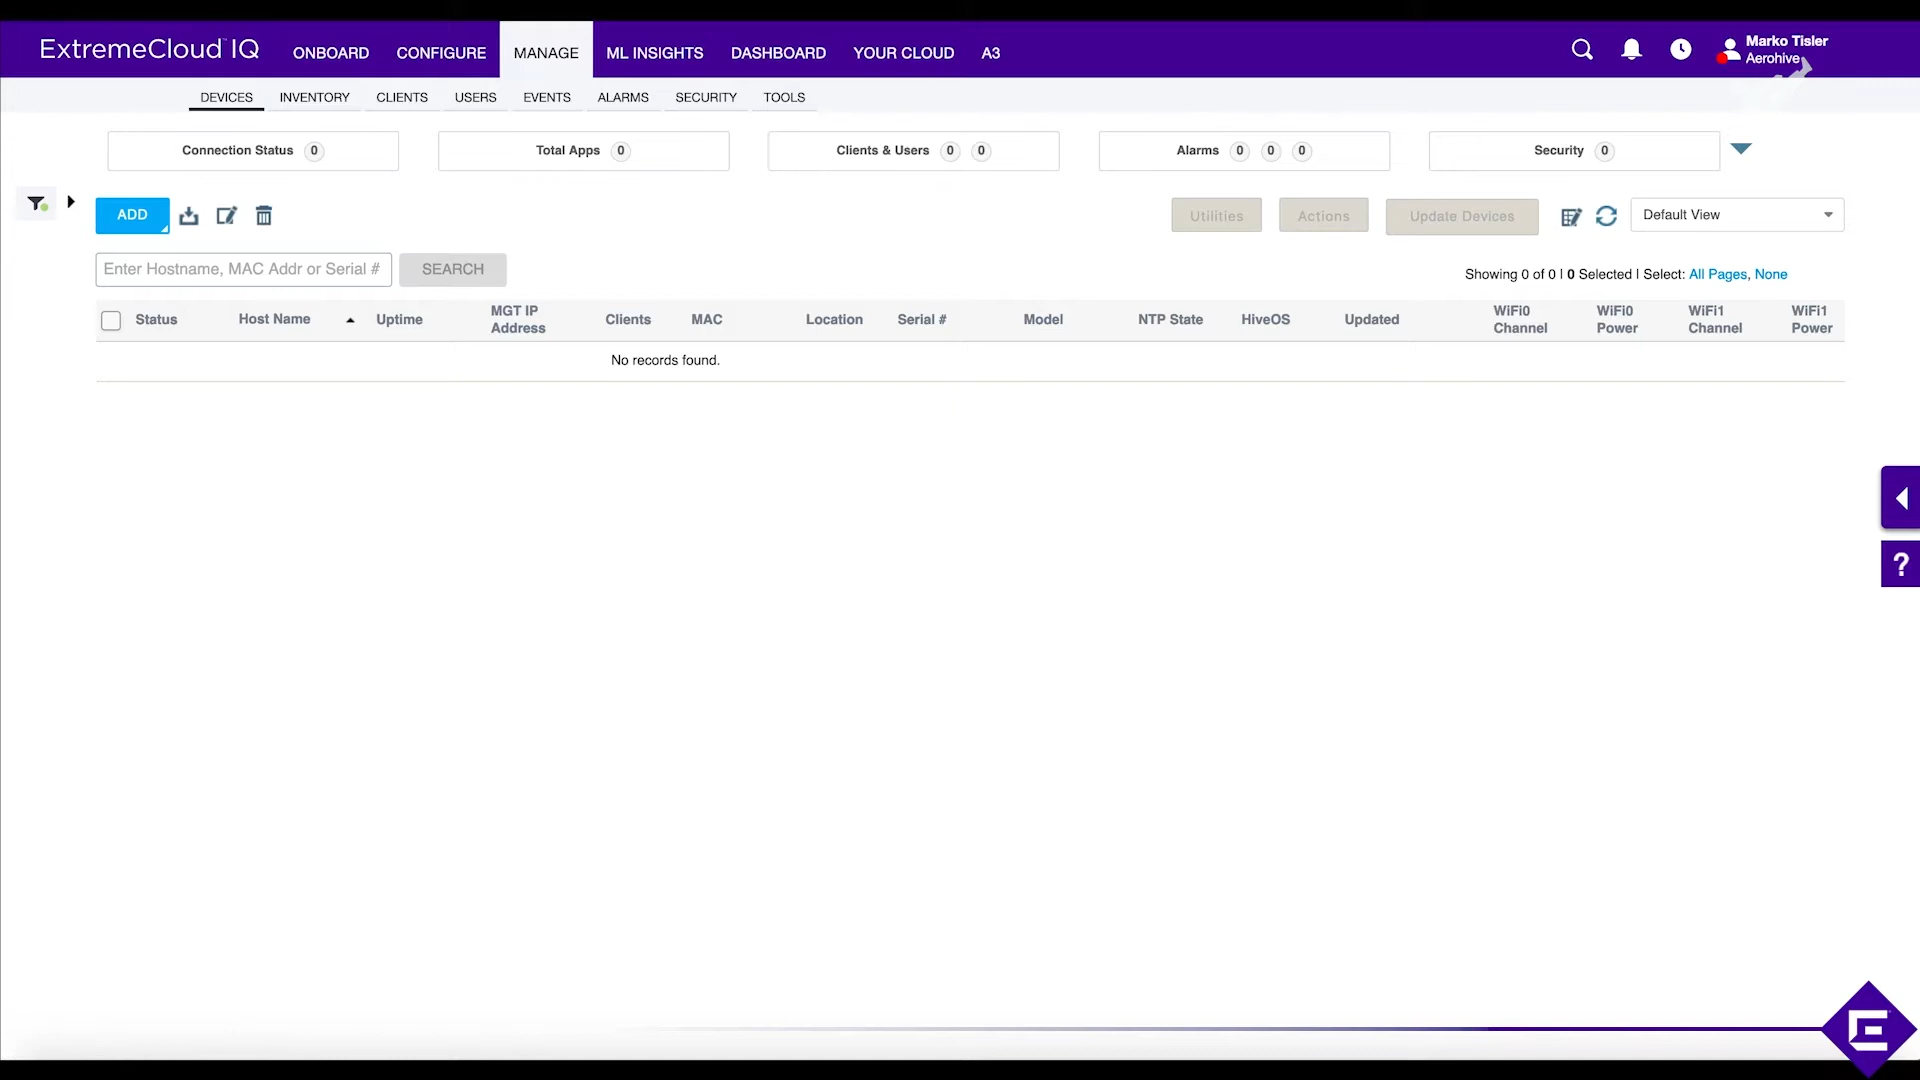 ExtremeCloud™ IQ ONBOARD CONFIGURE MANAGE ML INSIGHTS DASHBOARD YOUR CLOUD A3
Marko Tisler
Aerohive
DEVICES INVENTORY CLIENTS USERS EVENTS ALARMS SECURITY TOOLS
Connection Status 0 Total Apps 0 Clients & Users 0 0 Alarms 0 0 0 Security 0
ADD Utilities Actions Update Devices Default View
Enter Hostname, MAC Addr or Serial # SEARCH
Showing 0 of 0 | 0 Selected | Select: All Pages, None
Status Host Name Uptime MGT IP Address Clients MAC Location Serial # Model NTP State HiveOS Updated WiFi0 Channel WiFi0 Power WiFi1 Channel WiFi1 Power
No records found.
?
E